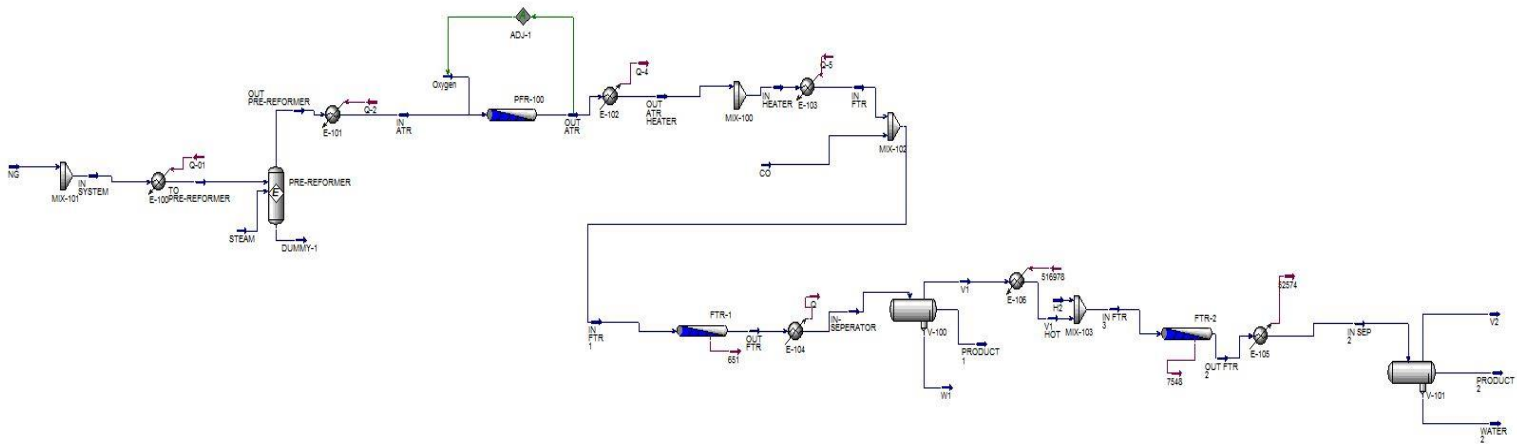 A
ADJ-1
Oxygen
PFR-100
OUT
ATR
Q-4
E-102
OUT
ATR
HEATER
MIX-100
IN
HEATER
Q-5
E-103
IN
FTR
MIX-102
CO
OUT
PRE-REFORMER
Q-2
E-101
IN
ATR
NG
MIX-101
IN
SYSTEM
Q-01
E-100
TO
PRE-REFORMER
E
PRE-REFORMER
STEAM
DUMMY-1
IN
FTR
1
FTR-1
651
OUT
FTR
Q
E-104
IN-
SEPERATOR
V1
V-100
PRODUCT
1
W1
516978
E-106
H2
V1
HOT
MIX-103
IN FTR
3
FTR-2
7548
OUT FTR
2
E-105
IN SEP
2
V2
V-101
PRODUCT
2
WATER
2